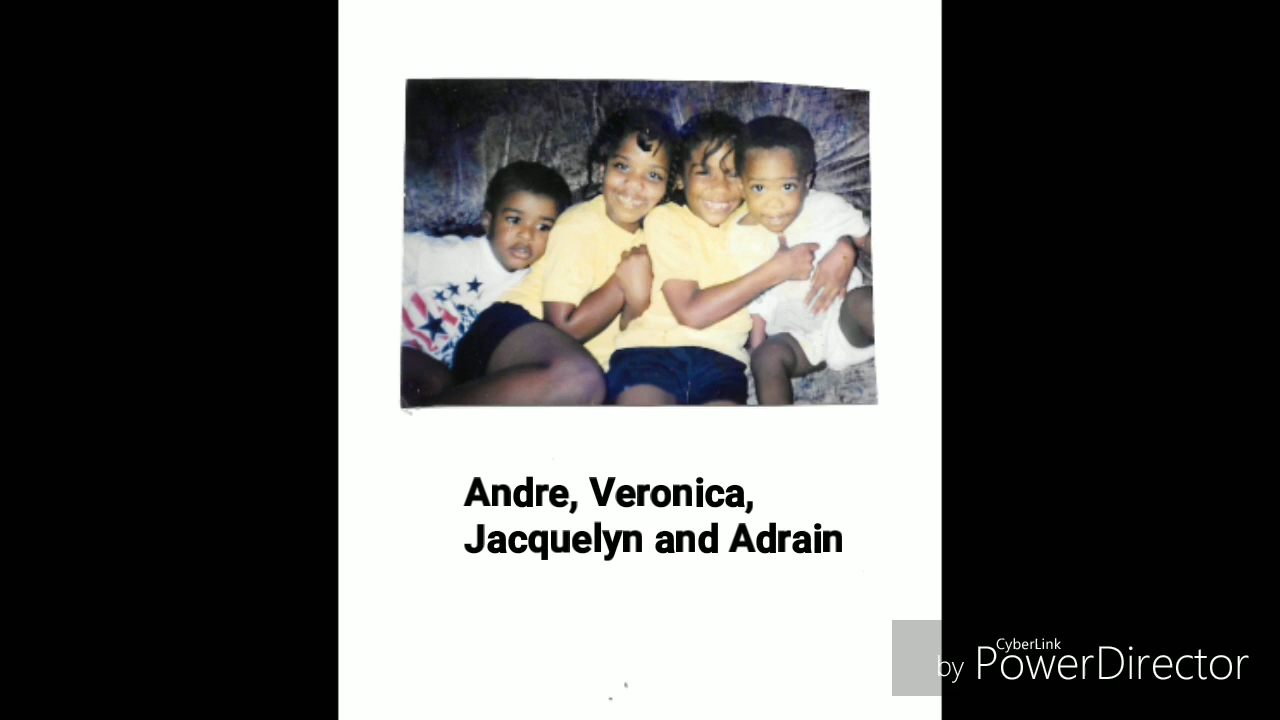 Andre, Veronica,
Jacquelyn and Adrain
CyberLink
by PowerDirector